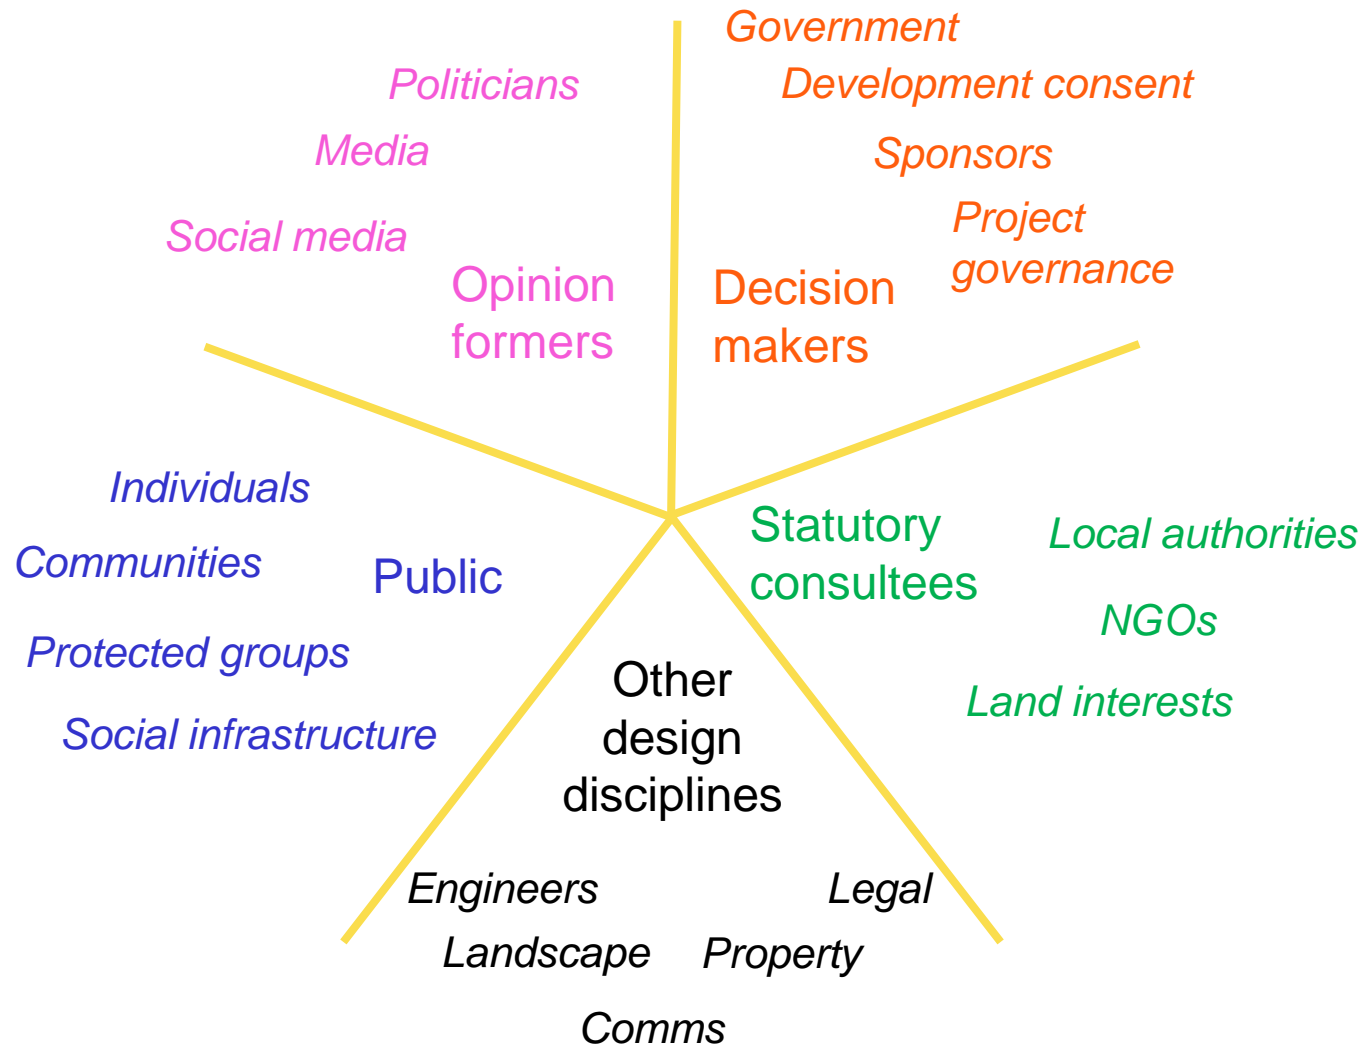 Politicians
Media
Social media
Opinion
formers
Government
Development consent
Sponsors
Project
governance
Decision
makers
Individuals
Communities
Public
Protected groups
Social infrastructure
Statutory
consultees
Local authorities
NGOs
Land interests
Other
design
disciplines
Engineers
Legal
Landscape
Property
Comms